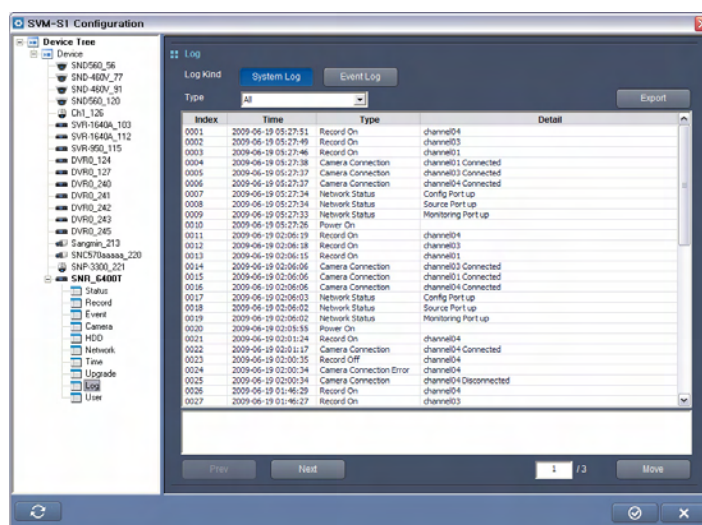 SVM-S1 Configuration
Device Tree
Device
SND560_56
SND-460V_77
SND-460V_91
SND560_120
Ch1_126
SVR-1640A_103
SVR-1640A_112
SVR-950_115
DVR0_124
DVR0_127
DVR0_240
DVR0_241
DVR0_242
DVR0_243
DVR0_245
Sangmin_213
SNC570aaaaa_220
SNP-3300_221
SNR_6400T
Status
Record
Event
Camera
HDD
Network
Time
Upgrade
Log
User
Log
Log Kind System Log Event Log
Type All Export
Index Time Type Detail
0001 2009-06-19 05:27:51 Record On channel04
0002 2009-06-19 05:27:49 Record On channel03
0003 2009-06-19 05:27:46 Record On channel01
0004 2009-06-19 05:27:38 Camera Connection channel01 Connected
0005 2009-06-19 05:27:37 Camera Connection channel03 Connected
0006 2009-06-19 05:27:37 Camera Connection channel04 Connected
0007 2009-06-19 05:27:34 Network Status Config Port up
0008 2009-06-19 05:27:34 Network Status Source Port up
0009 2009-06-19 05:27:33 Network Status Monitoring Port up
0010 2009-06-19 05:27:26 Power On
0011 2009-06-19 02:06:19 Record On channel04
0012 2009-06-19 02:06:18 Record On channel03
0013 2009-06-19 02:06:15 Record On channel01
0014 2009-06-19 02:06:06 Camera Connection channel03 Connected
0015 2009-06-19 02:06:06 Camera Connection channel01 Connected
0016 2009-06-19 02:06:06 Camera Connection channel04 Connected
0017 2009-06-19 02:06:03 Network Status Config Port up
0018 2009-06-19 02:06:02 Network Status Source Port up
0019 2009-06-19 02:06:02 Network Status Monitoring Port up
0020 2009-06-19 02:05:55 Power On
0021 2009-06-19 02:01:24 Record On channel04
0022 2009-06-19 02:01:17 Camera Connection channel04 Connected
0023 2009-06-19 02:00:35 Record Off channel04
0024 2009-06-19 02:00:34 Camera Connection Error channel04
0025 2009-06-19 02:00:34 Camera Connection channel04 Disconnected
0026 2009-06-19 01:46:29 Record On channel04
0027 2009-06-19 01:46:27 Record On channel03
Prev Next 1 / 3 Move